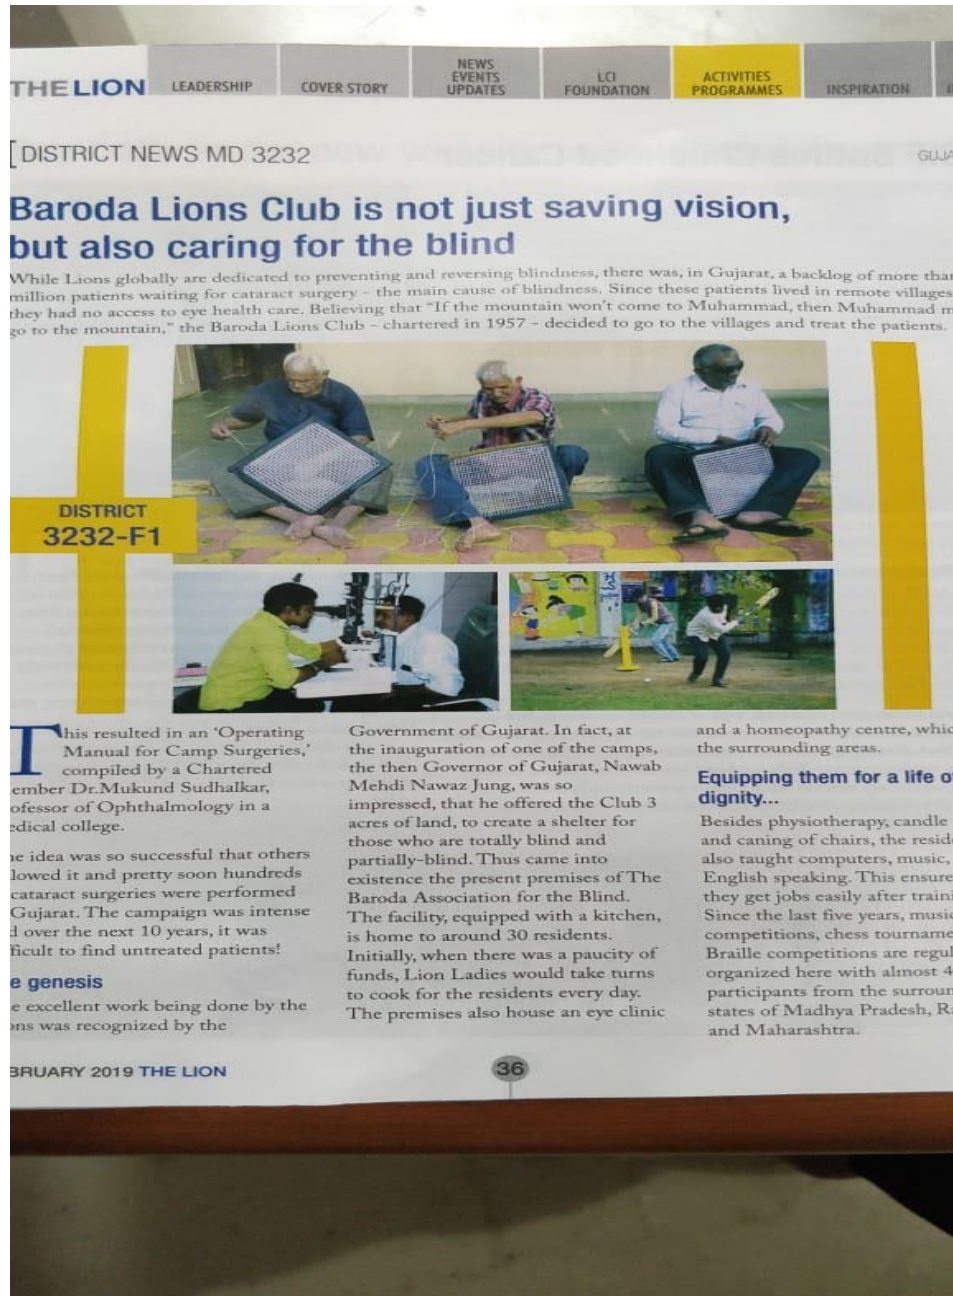 THE LION
LEADERSHIP
COVER STORY
NEWS
EVENTS
UPDATES
LCI
FOUNDATION
ACTIVITIES
PROGRAMMES
INSPIRATION
[DISTRICT NEWS MD 3232
GUJA
Baroda Lions Club is not just saving vision,
but also caring for the blind
While Lions globally are dedicated to preventing and reversing blindness, there was, in Gujarat, a backlog of more than
million patients waiting for cataract surgery – the main cause of blindness. Since these patients lived in remote villages
they had no access to eye health care. Believing that “If the mountain won’t come to Muhammad, then Muhammad m
go to the mountain,” the Baroda Lions Club – chartered in 1957 – decided to go to the villages and treat the patients.
DISTRICT
3232-F1
This resulted in an ‘Operating
Manual for Camp Surgeries,’
compiled by a Chartered
ember Dr.Mukund Sudhalkar,
ofessor of Ophthalmology in a
edical college.
e idea was so successful that others
lowed it and pretty soon hundreds
cataract surgeries were performed
Gujarat. The campaign was intense
d over the next 10 years, it was
ficult to find untreated patients!
e genesis
e excellent work being done by the
ns was recognized by the
Government of Gujarat. In fact, at
the inauguration of one of the camps,
the then Governor of Gujarat, Nawab
Mehdi Nawaz Jung, was so
impressed, that he offered the Club 3
acres of land, to create a shelter for
those who are totally blind and
partially-blind. Thus came into
existence the present premises of The
Baroda Association for the Blind.
The facility, equipped with a kitchen,
is home to around 30 residents.
Initially, when there was a paucity of
funds, Lion Ladies would take turns
to cook for the residents every day.
The premises also house an eye clinic
and a homeopathy centre, whic
the surrounding areas.
Equipping them for a life of
dignity...
Besides physiotherapy, candle
and caning of chairs, the resid
also taught computers, music,
English speaking. This ensure
they get jobs easily after traini
Since the last five years, music
competitions, chess tourname
Braille competitions are regul
organized here with almost 4
participants from the surroun
states of Madhya Pradesh, R
and Maharashtra.
BRUARY 2019 THE LION
36